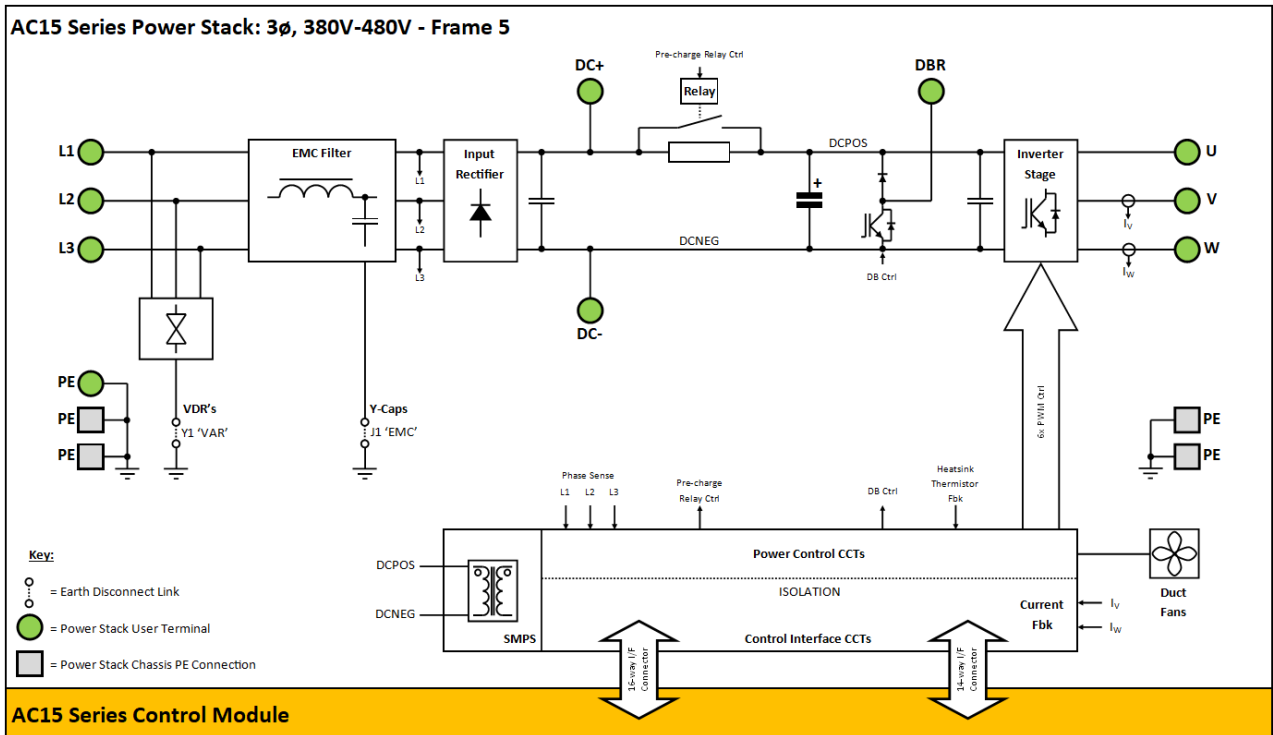 AC15 Series Power Stack: 3ø, 380V-480V - Frame 5
Pre-charge Relay Ctrl
DC+
DBR
Relay
L1
EMC Filter
Input
Rectifier
DCPOS
Inverter
Stage
U
L1
L2
+
V
L2
IV
L3
DCNEG
W
L3
DB Ctrl
IW
DC-
6x PWM Ctrl
PE
PE
VDR's
Y1 ‘VAR’
Y-Caps
J1 ‘EMC’
PE
PE
PE
Phase Sense
L1 L2 L3
Pre-charge
Relay Ctrl
DB Ctrl
Heatsink
Thermistor
Fbk
Key:
= Earth Disconnect Link
= Power Stack User Terminal
= Power Stack Chassis PE Connection
DCPOS
DCNEG
SMPS
Power Control CCTs
ISOLATION
Control Interface CCTs
Current
Fbk
IV
IW
Duct
Fans
16-way I/F
Connector
14-way I/F
Connector
AC15 Series Control Module